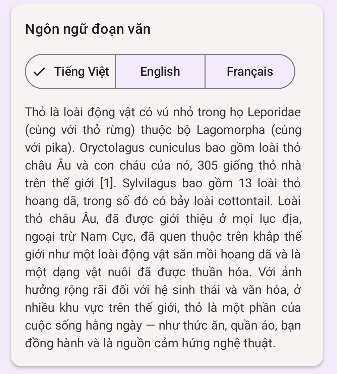 Ngôn ngữ đoạn văn
Tiếng Việt English Français
Thỏ là loài động vật có vú nhỏ trong họ Leporidae
(cùng với thỏ rừng) thuộc bộ Lagomorpha (cùng
với pika). Oryctolagus cuniculus bao gồm loài thỏ
châu Âu và con cháu của nó, 305 giống thỏ nhà
trên thế giới [1]. Sylvilagus bao gồm 13 loài thỏ
hoang dã, trong số đó có bảy loài cottontail. Loài
thỏ châu Âu, đã được giới thiệu ở mọi lục địa,
ngoại trừ Nam Cực, đã quen thuộc trên khắp thế
giới như một loài động vật săn mồi hoang dã và là
một dạng vật nuôi đã được thuần hóa. Với ảnh
hưởng rộng rãi đối với hệ sinh thái và văn hóa, ở
nhiều khu vực trên thế giới, thỏ là một phần của
cuộc sống hằng ngày — như thức ăn, quần áo, bạn
đồng hành và là nguồn cảm hứng nghệ thuật.